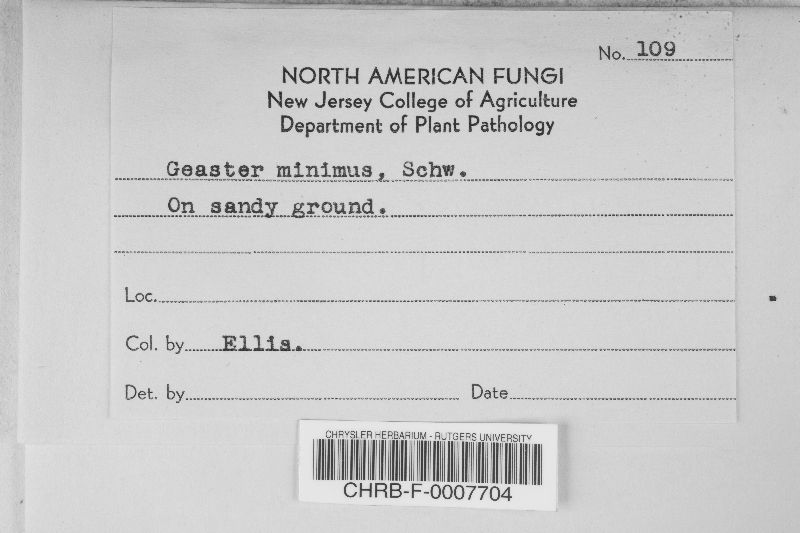 No. 109
NORTH AMERICAN FUNGI
New Jersey College of Agriculture
Department of Plant Pathology
Geaster minimus, Schw.
On sandy ground.
Loc.
Col. by Ellis.
Det. by Date
CHRYSLER HERBARIUM - RUTGERS UNIVERSITY
CHRB-F-0007704